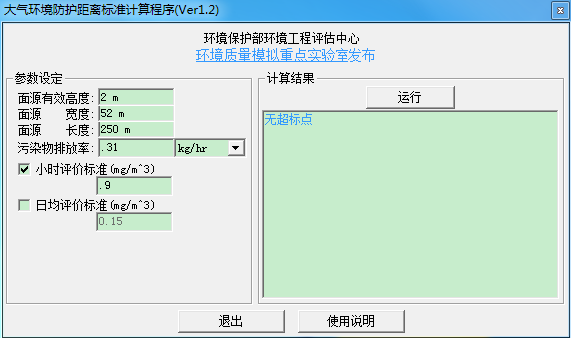 大气环境防护距离标准计算程序(Ver1.2)
环境保护部环境工程评估中心
环境质量模拟重点实验室发布
参数设定
面源有效高度: 2 m
面源 宽度: 52 m
面源 长度: 250 m
污染物排放率: .31 kg/hr
小时评价标准(mg/m^3)
.9
日均评价标准(mg/m^3)
0.15
计算结果
运行
无超标点
退出 使用说明